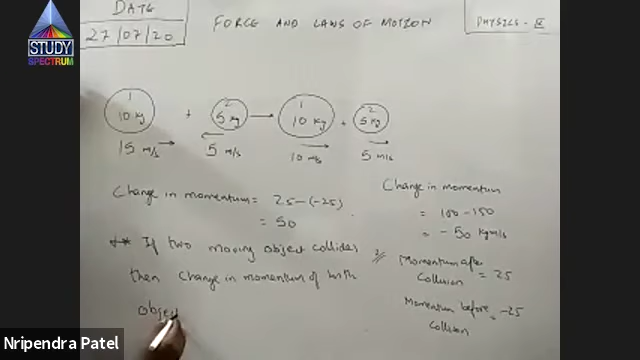 DATE
27/07/20
FORCE AND LAWS OF MOTION
PHYSICS - IX
STUDY
SPECTRUM
1
10 Kg
+
2
5 Kg
1
10 Kg
+
2
5 Kg
15 m/s
5 m/s
10 m/s
5 m/s
Change in momentum = 25-(-25)
= 50
** If two moving object collides
then change in momentum of both
object
Change in momentum
= 100 - 150
= - 50 Kgm/s
Momentum after
Collision = 25
Momentum before
Collision = -25
Nripendra Patel